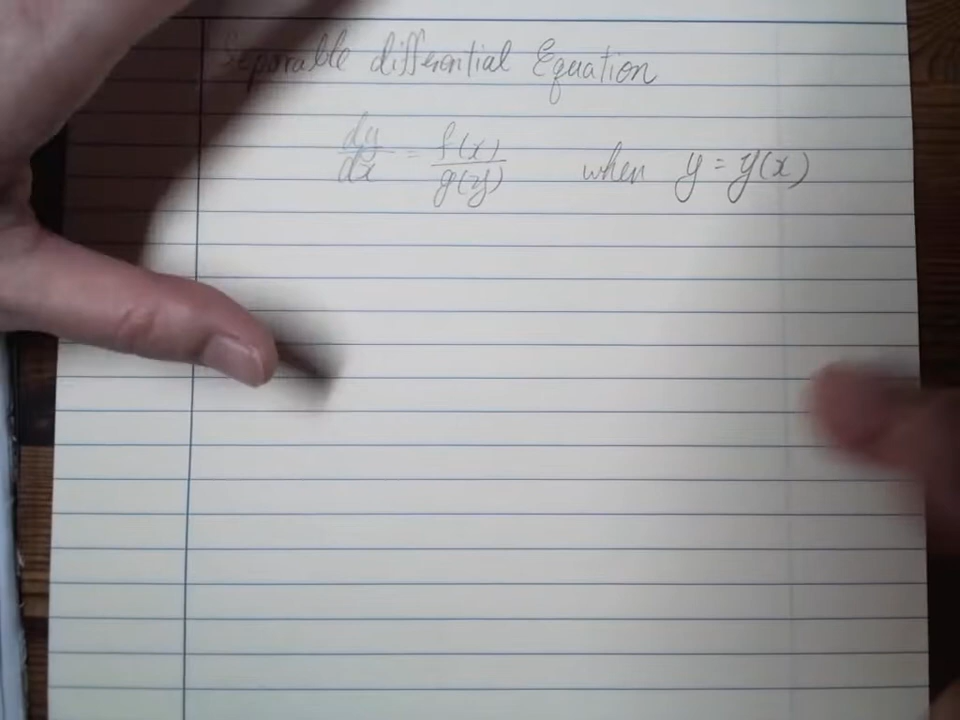 Separable differential Equation
dy/dx = f(x)/g(y) when y = y(x)